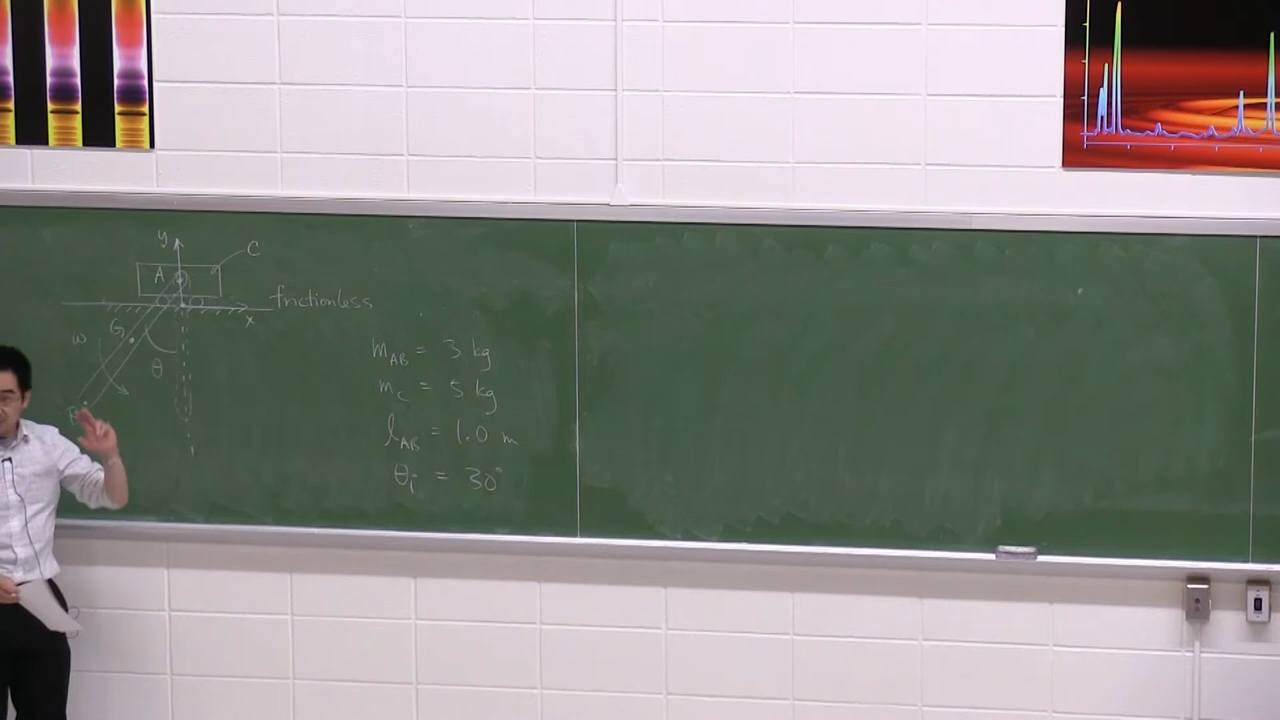 y
C
A
frictionless
x
G
ω
θ
B
m_AB = 3 kg
m_C = 5 kg
l_AB = 1.0 m
θ_i = 30°